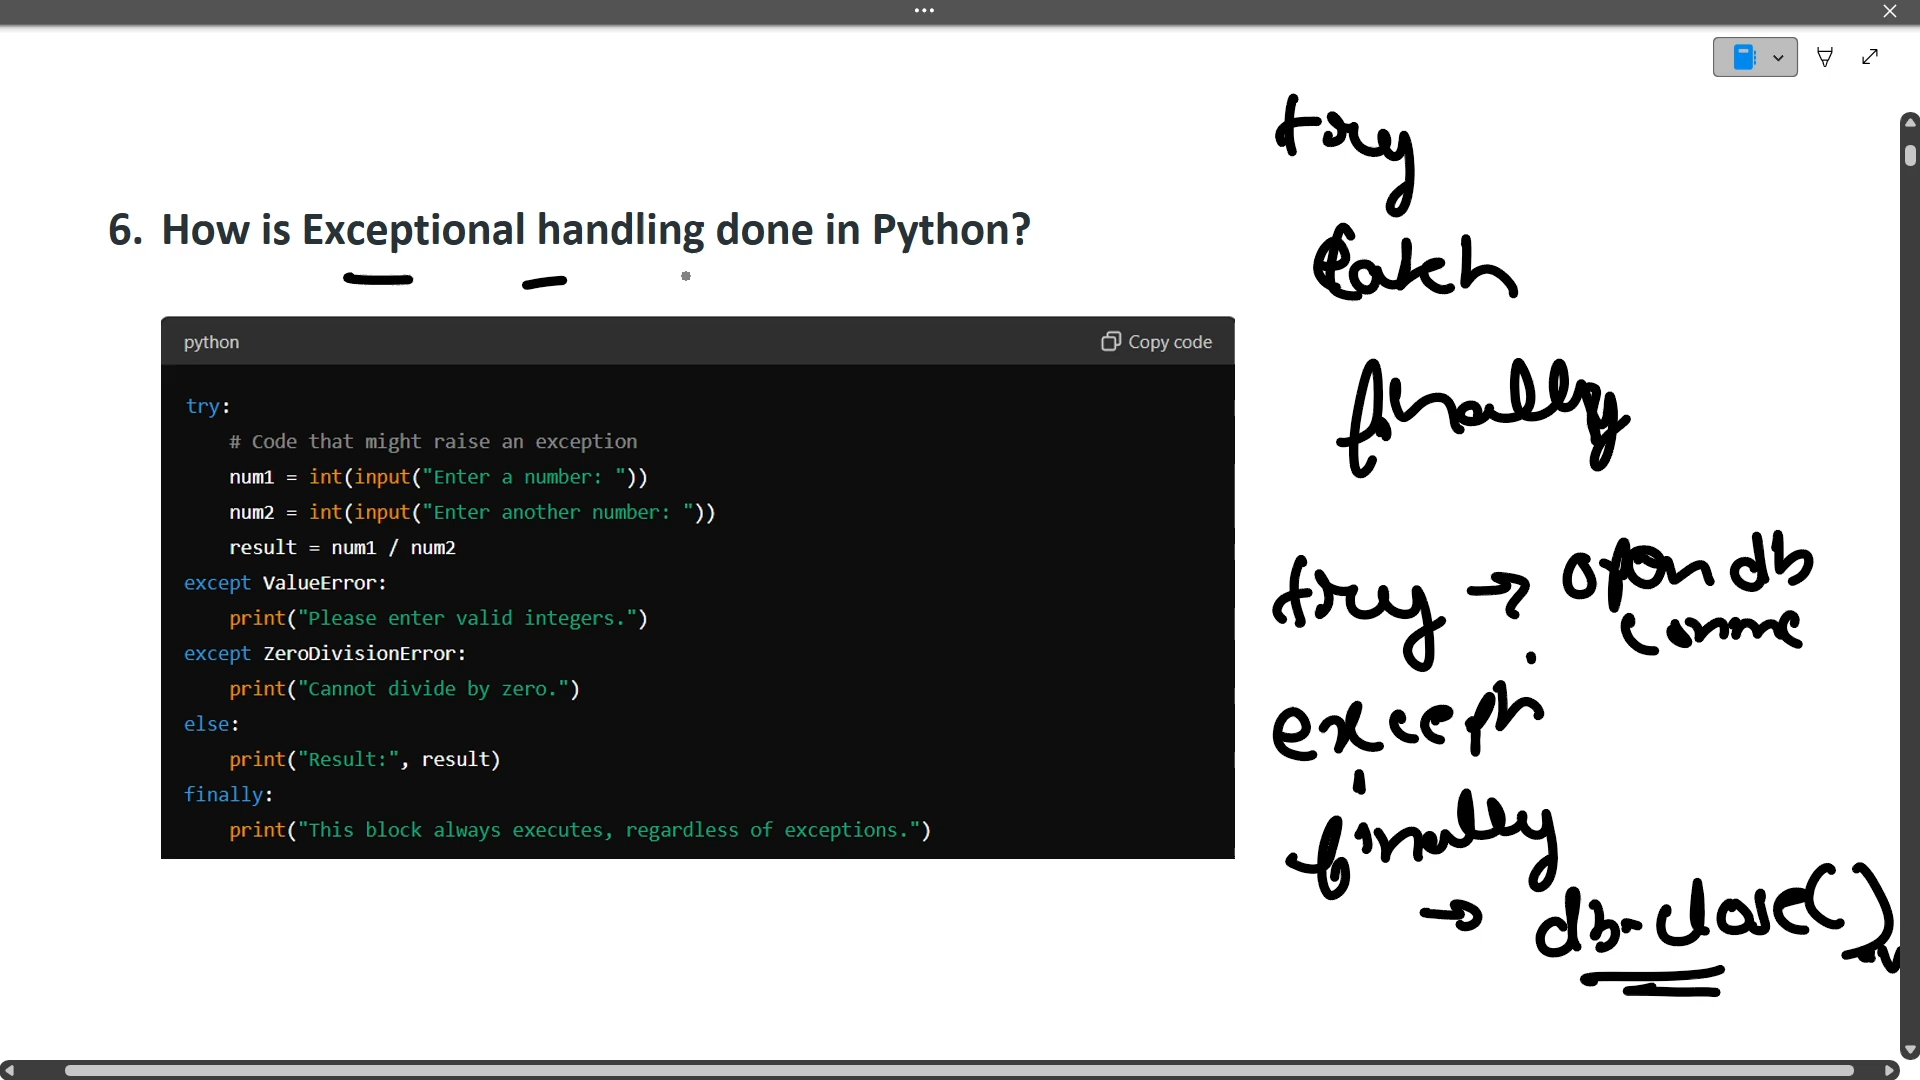 6. How is Exceptional handling done in Python?
python
Copy code
try:
# Code that might raise an exception
num1 = int(input("Enter a number: "))
num2 = int(input("Enter another number: "))
result = num1 / num2
except ValueError:
print("Please enter valid integers.")
except ZeroDivisionError:
print("Cannot divide by zero.")
else:
print("Result:", result)
finally:
print("This block always executes, regardless of exceptions.")
try
catch
finally
try → open db
conne
except
finally
→ db.close()